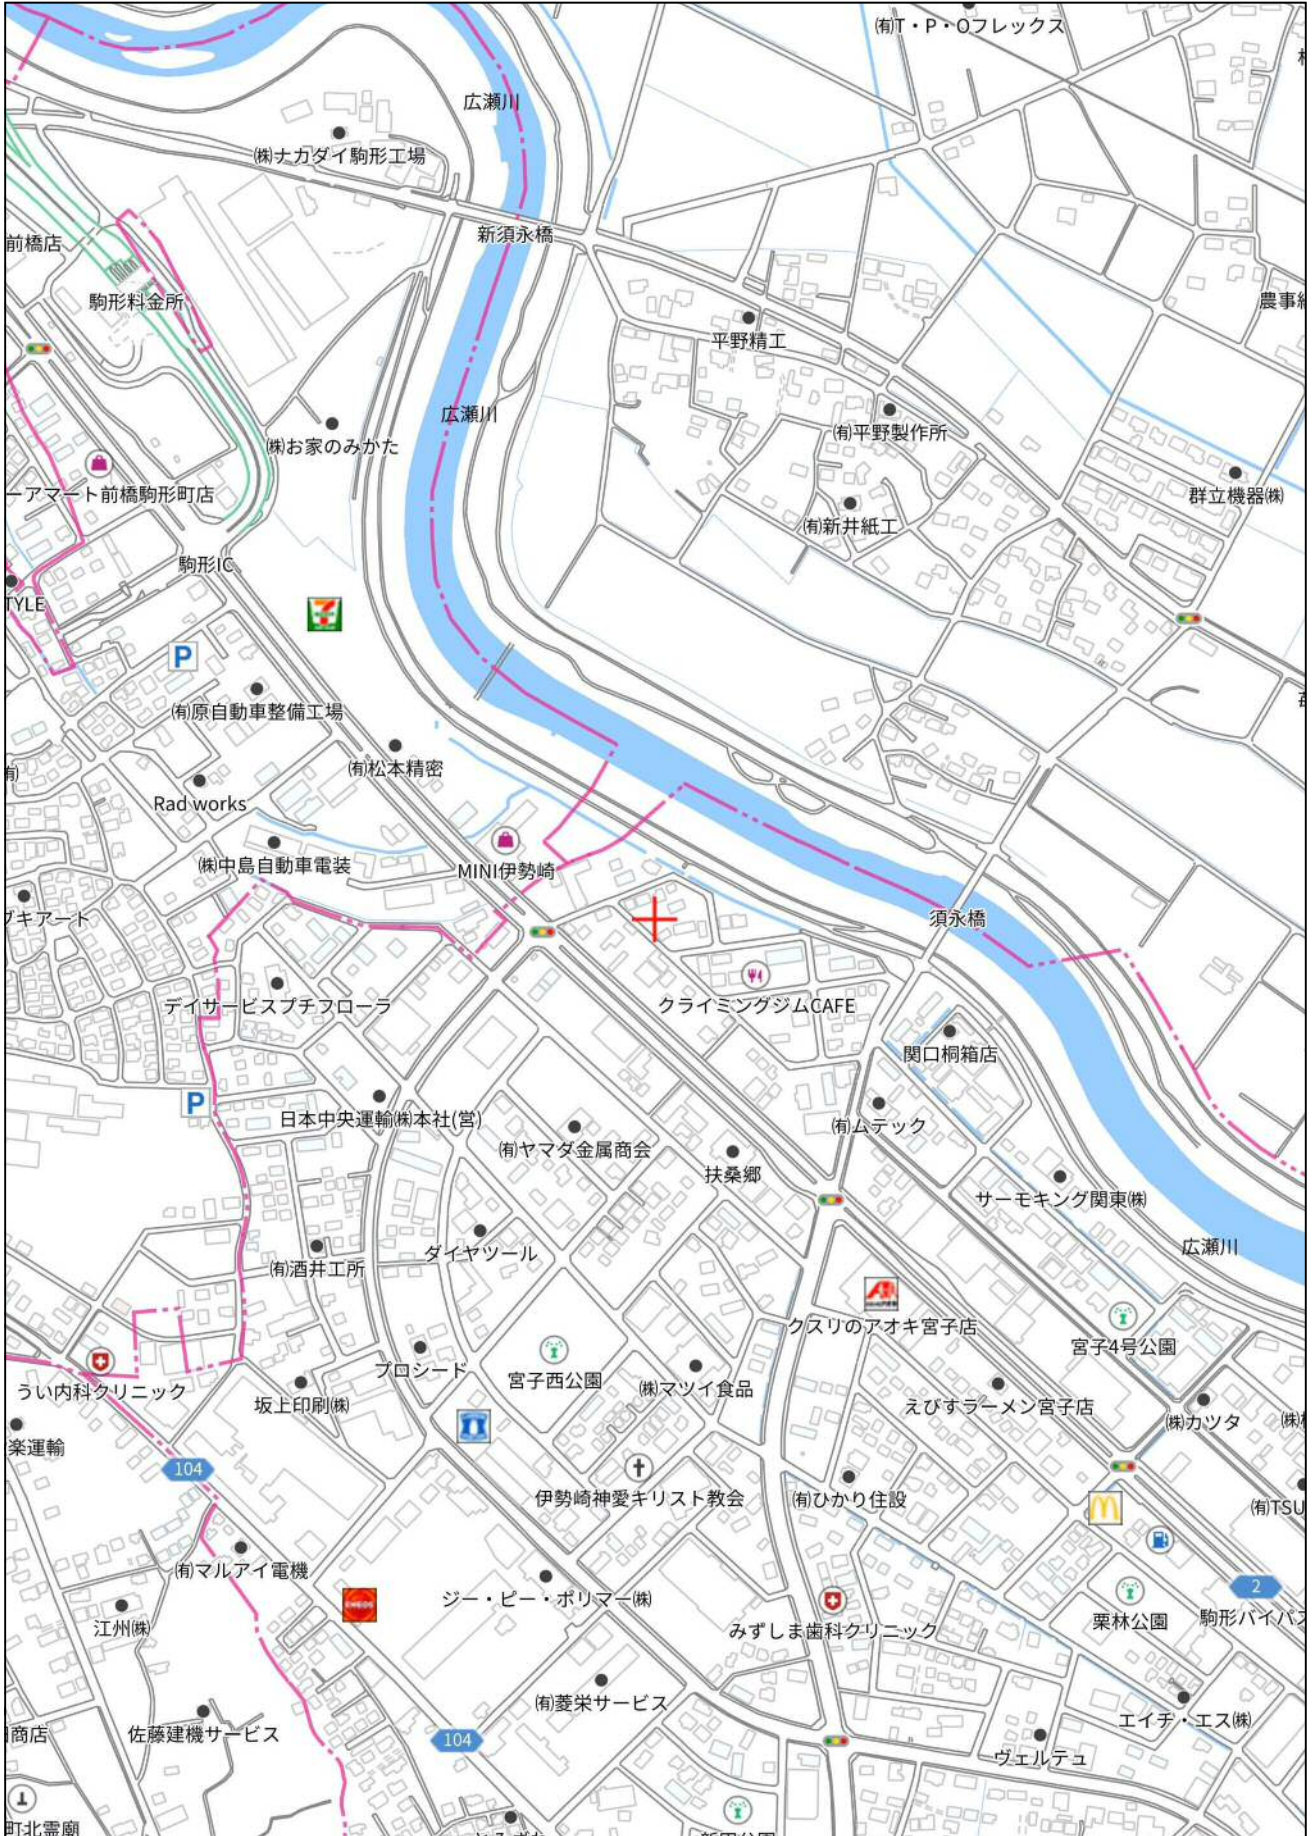 ㈲T・P・Oフレックス
広瀬川
㈱ナカダイ駒形工場
新須永橋
前橋店
駒形料金所
農事
平野精工
広瀬川
㈱お家のみかた
㈲平野製作所
ーアマート前橋駒形町店
群立機器㈱
㈲新井紙工
駒形IC
TYLE
P
㈲原自動車整備工場
㈲松本精密
Rad works
㈱中島自動車電装
MINI伊勢崎
ブキアート
須永橋
デイサービスプチフローラ
クライミングジムCAFE
関口桐箱店
P
日本中央運輸㈱本社(営)
㈲ムテック
㈲ヤマダ金属商会
扶桑郷
サーモキング関東㈱
ダイヤツール
広瀬川
㈲酒井工所
クスリのアオキ宮子店
宮子4号公園
プロシード
宮子西公園
㈱マツイ食品
うい内科クリニック
坂上印刷㈱
えびすラーメン宮子店
㈱カツタ
楽運輸
104
伊勢崎神愛キリスト教会
㈲ひかり住設
㈲TSU
㈲マルアイ電機
ジー・ピー・ポリマー㈱
2
ENEOS
江州㈱
みずしま歯科クリニック
栗林公園
駒形バイパス
㈲菱栄サービス
商店
佐藤建機サービス
104
エイチ・エス㈱
ヴェルテュ
町北霊廟